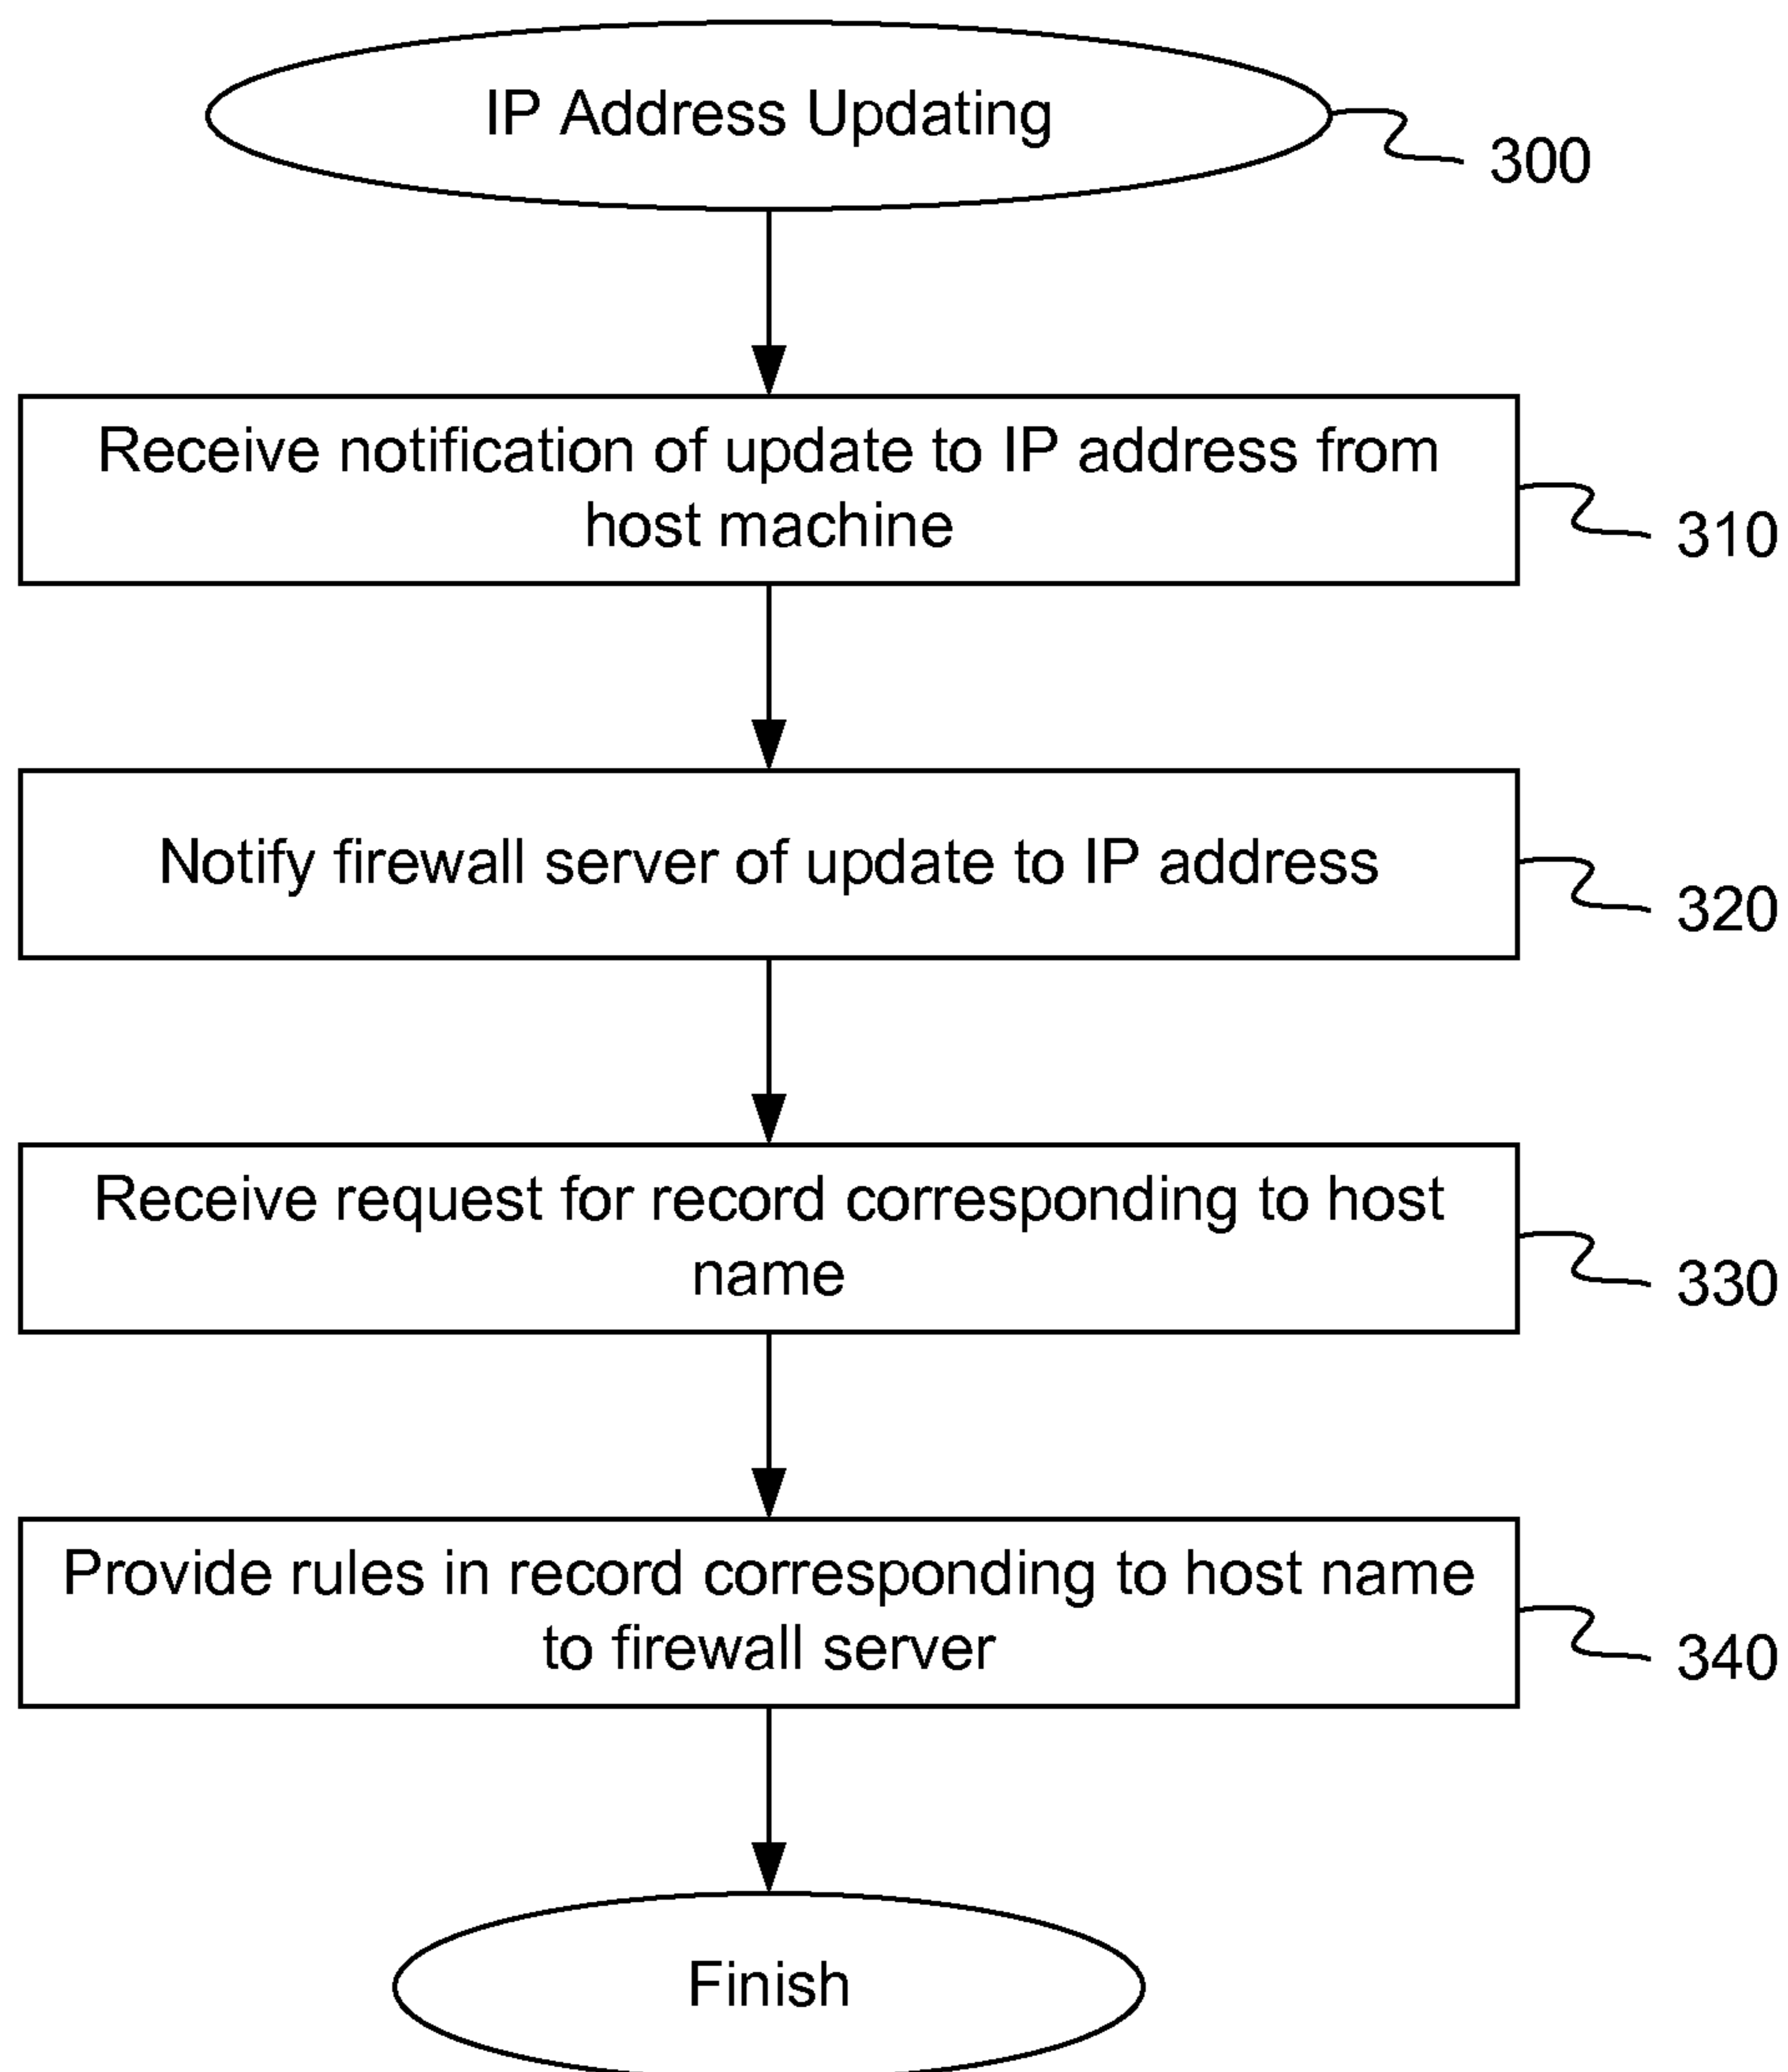 IP Address Updating
300
Receive notification of update to IP address from
host machine
310
Notify firewall server of update to IP address
320
Receive request for record corresponding to host
name
330
Provide rules in record corresponding to host name
to firewall server
340
Finish